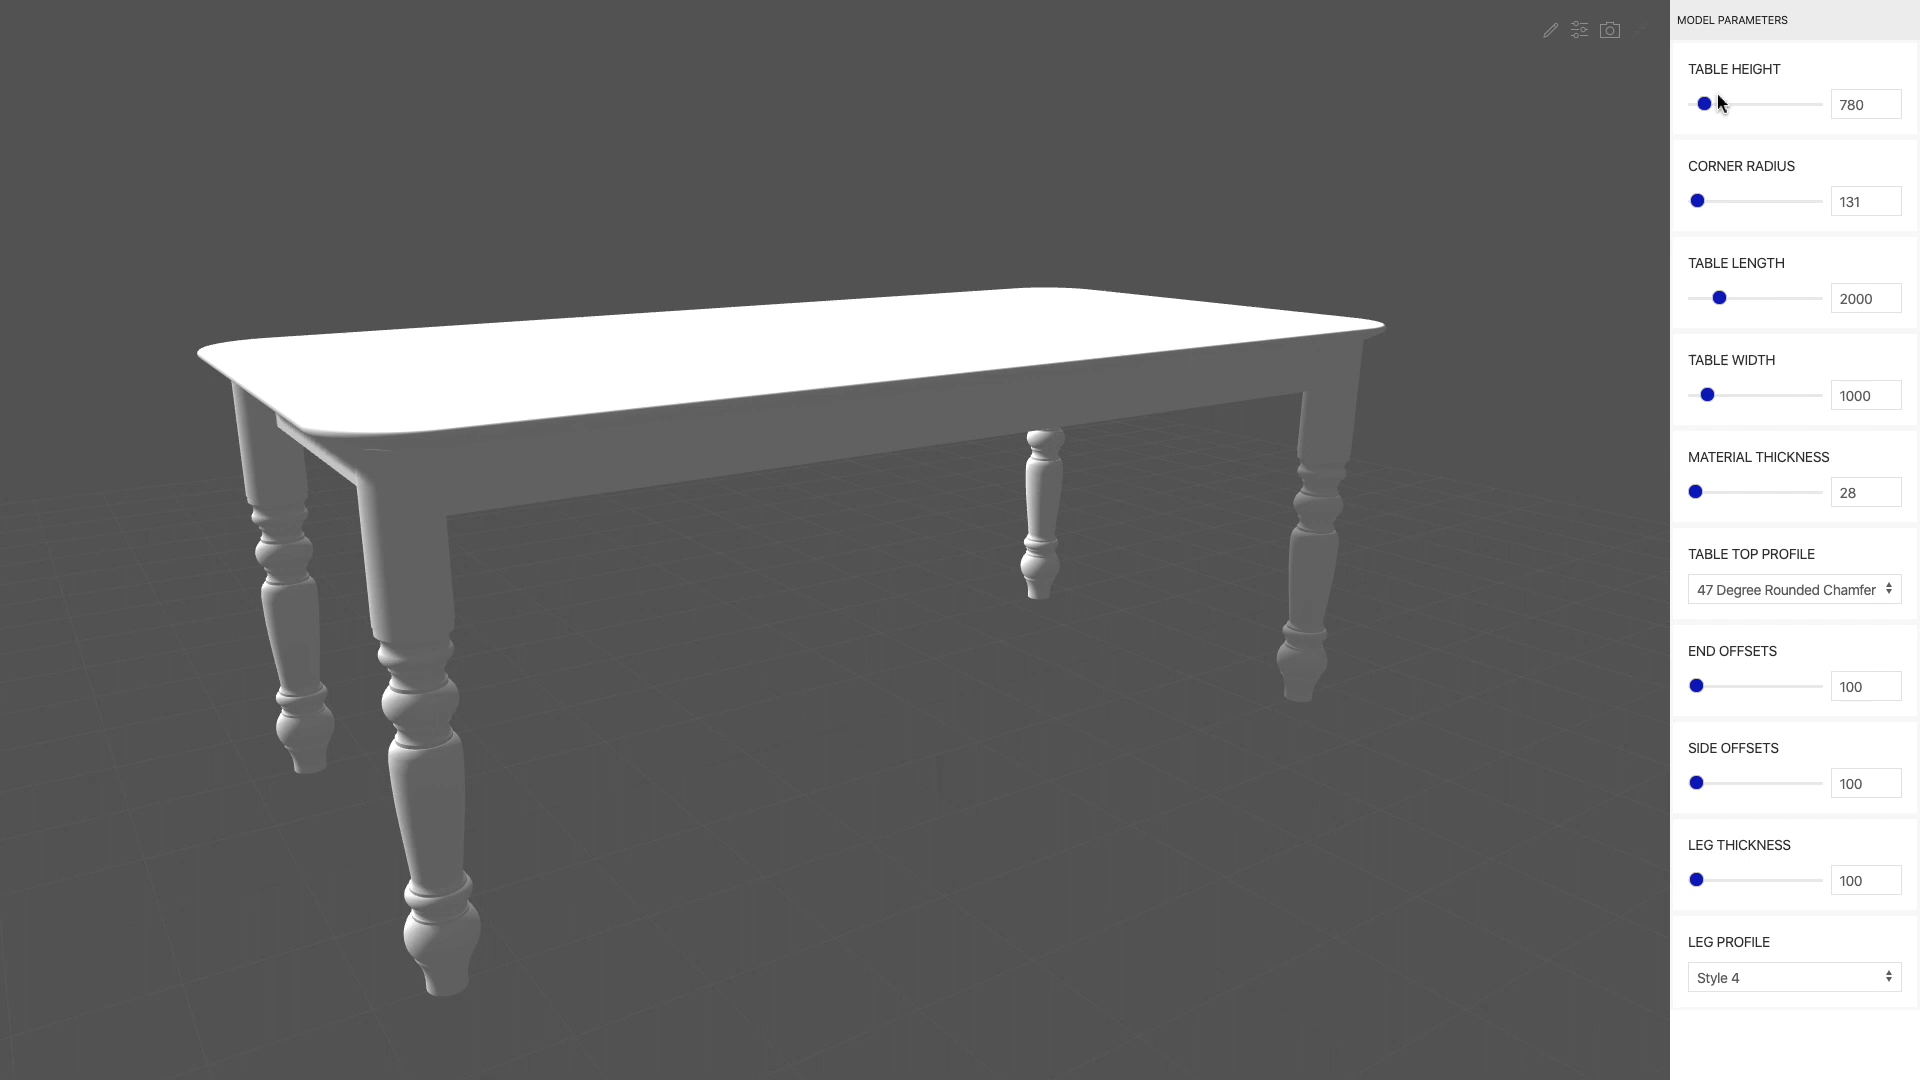 MODEL PARAMETERS
TABLE HEIGHT
780
CORNER RADIUS
131
TABLE LENGTH
2000
TABLE WIDTH
1000
MATERIAL THICKNESS
28
TABLE TOP PROFILE
47 Degree Rounded Chamfer
END OFFSETS
100
SIDE OFFSETS
100
LEG THICKNESS
100
LEG PROFILE
Style 4